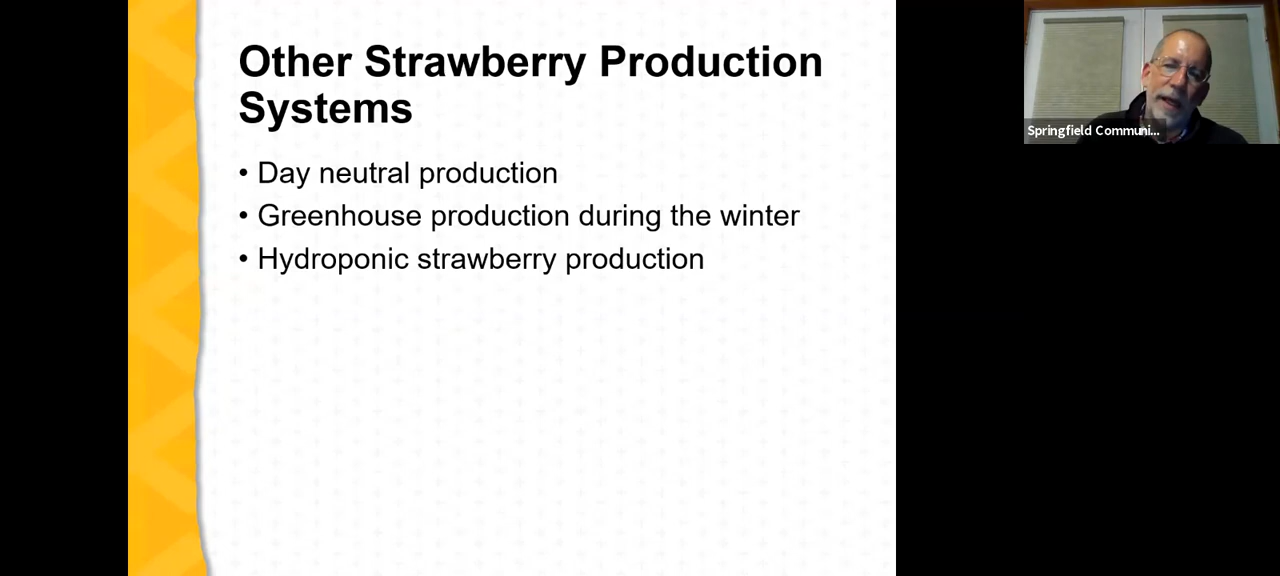 Other Strawberry Production
Systems
• Day neutral production
• Greenhouse production during the winter
• Hydroponic strawberry production
Springfield Communi...